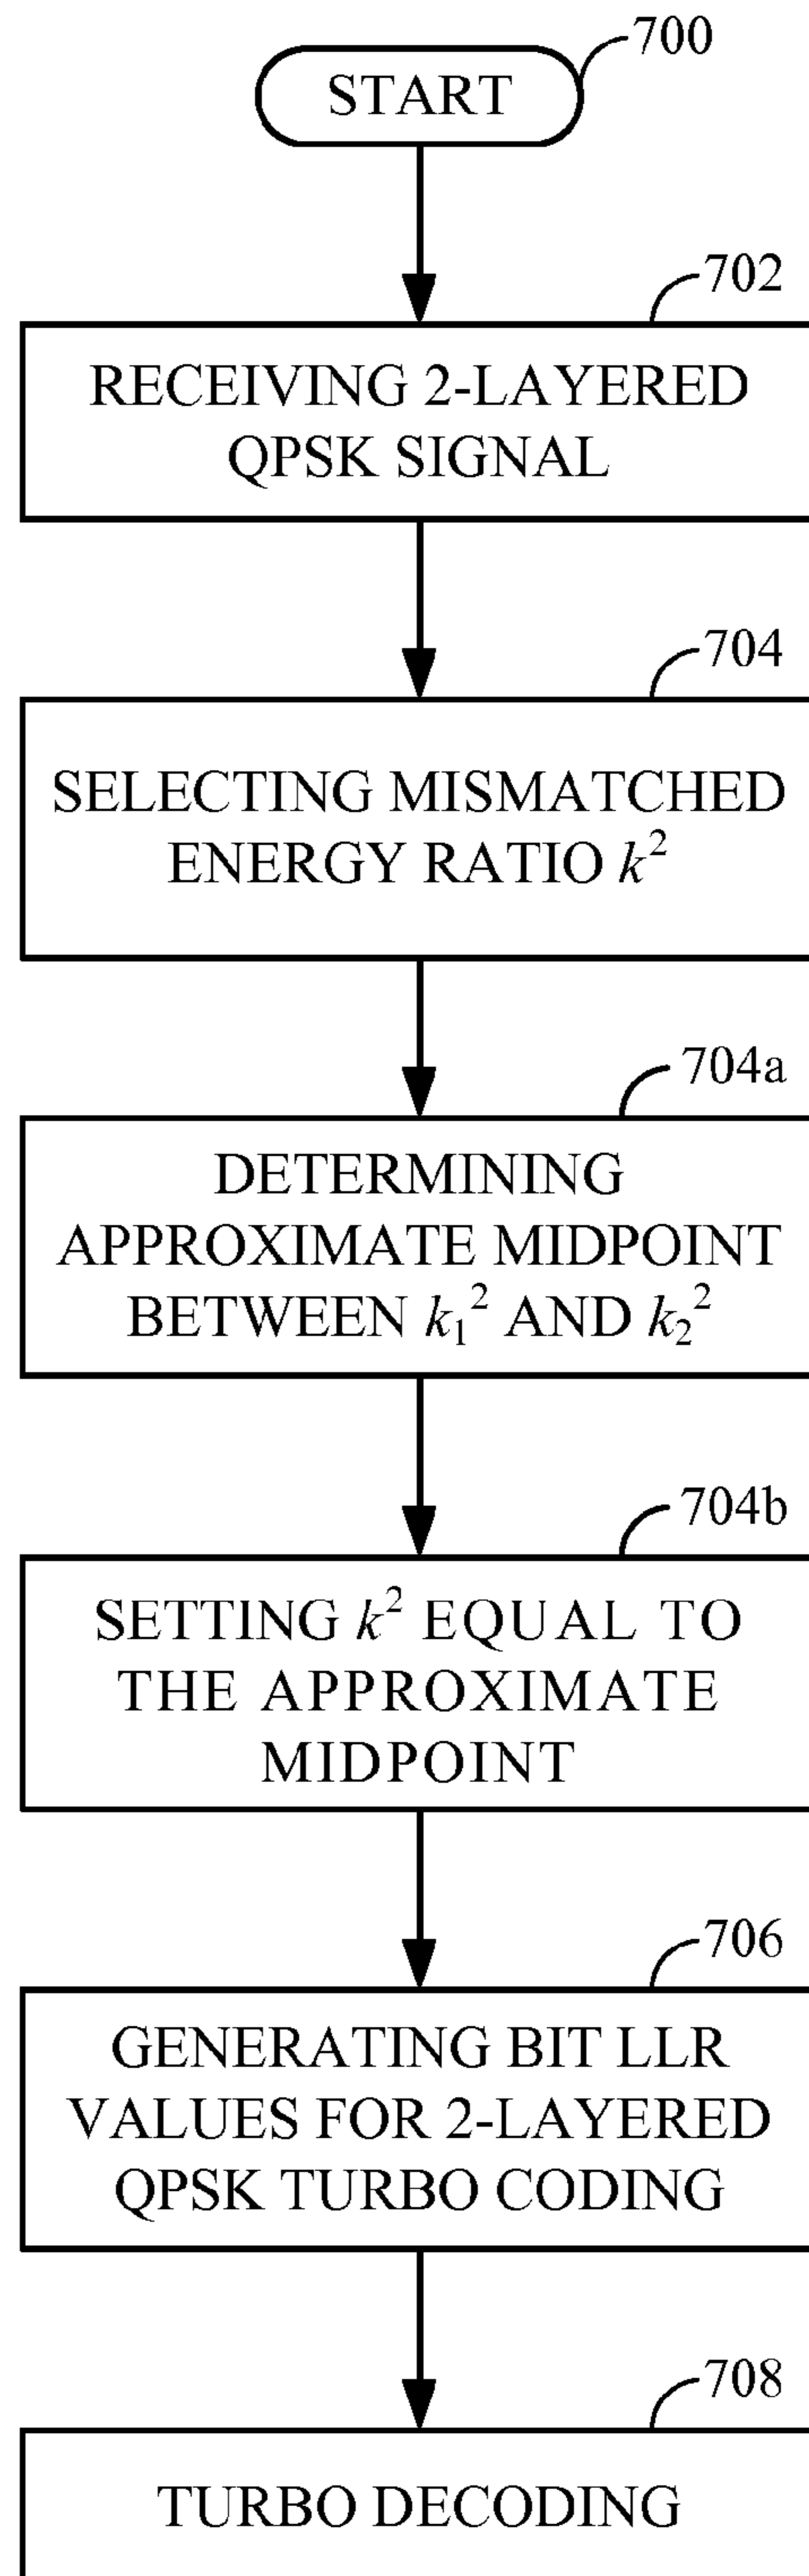 700
START
702
RECEIVING 2-LAYERED
QPSK SIGNAL
704
SELECTING MISMATCHED
ENERGY RATIO k²
704a
DETERMINING
APPROXIMATE MIDPOINT
BETWEEN k₁² AND k₂²
704b
SETTING k² EQUAL TO
THE APPROXIMATE
MIDPOINT
706
GENERATING BIT LLR
VALUES FOR 2-LAYERED
QPSK TURBO CODING
708
TURBO DECODING